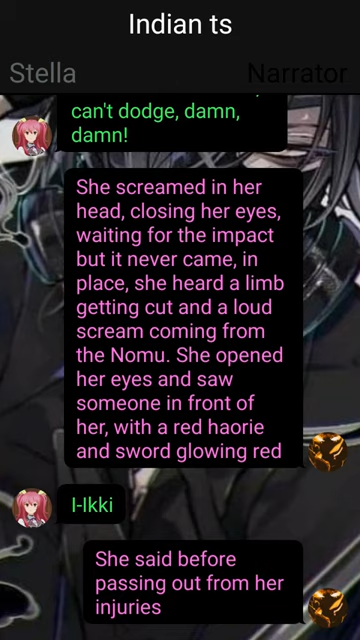 Indian ts
Stella
Narrator
can't dodge, damn,
damn!
She screamed in her
head, closing her eyes,
waiting for the impact
but it never came, in
place, she heard a limb
getting cut and a loud
scream coming from
the Nomu. She opened
her eyes and saw
someone in front of
her, with a red haorie
and sword glowing red
I-Ikki
She said before
passing out from her
injuries